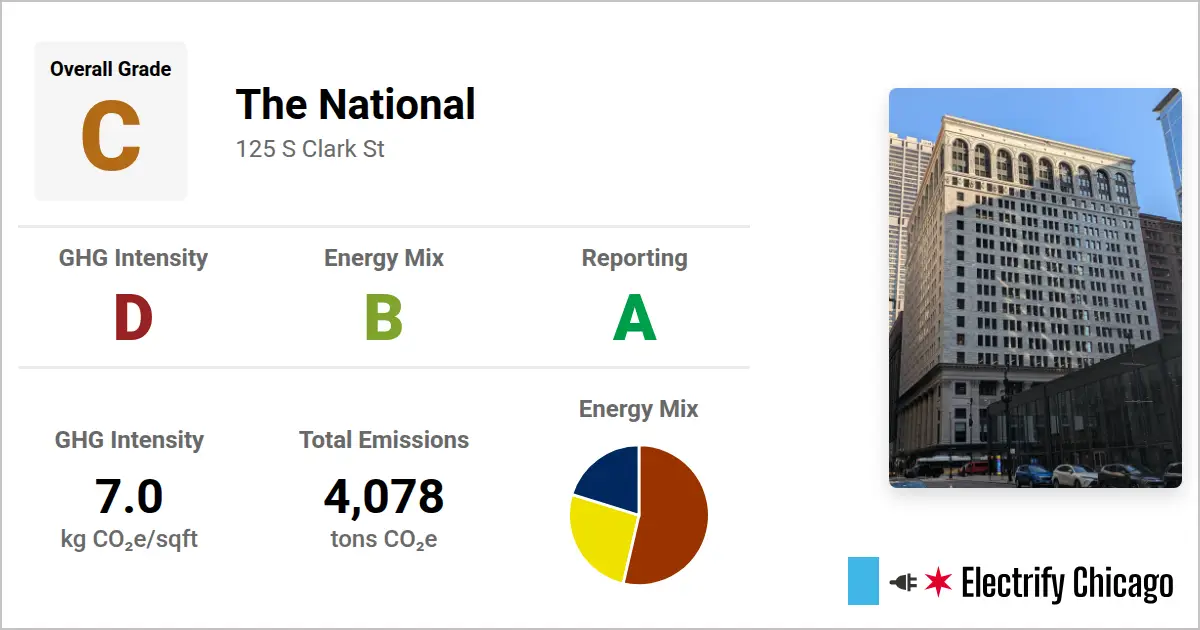 Overall Grade
C
The National
125 S Clark St
GHG Intensity
D
Energy Mix
B
Reporting
A
GHG Intensity
7.0
kg CO₂e/sqft
Total Emissions
4,078
tons CO₂e
Energy Mix
Electrify Chicago